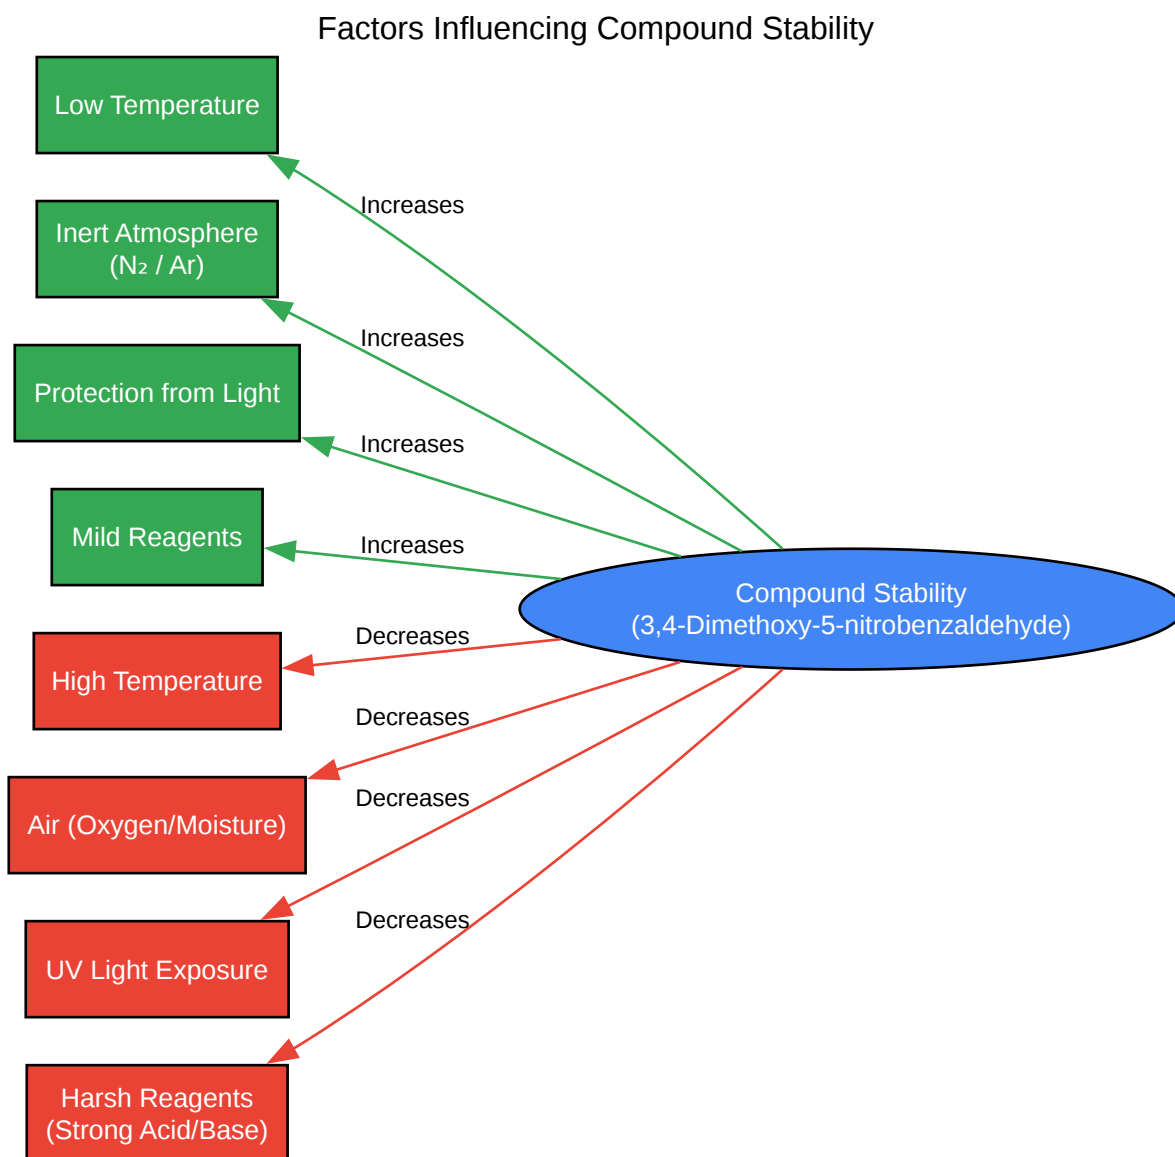 Factors Influencing Compound Stability
Low Temperature
Increases
Inert Atmosphere
(N₂ / Ar)
Increases
Protection from Light
Increases
Mild Reagents
Increases
Compound Stability
(3,4-Dimethoxy-5-nitrobenzaldehyde)
Decreases
High Temperature
Decreases
Air (Oxygen/Moisture)
Decreases
UV Light Exposure
Decreases
Harsh Reagents
(Strong Acid/Base)